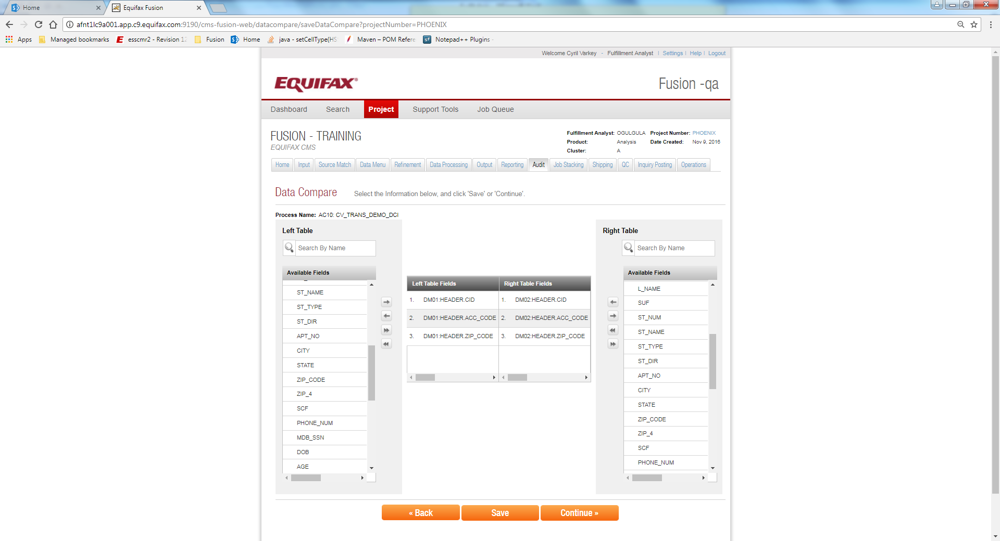 Home
Equifax Fusion
afnt1lc9a001.app.c9.equifax.com:9190/cms-fusion-web/datacompare/saveDataCompare?projectNumber=PHOENIX
Apps Managed bookmarks esscmr2 - Revision 12 Fusion Home java - setCellType(HS Maven – POM Refere Notepad++ Plugins -
Welcome Cyril Varkey - Fulfillment Analyst | Settings | Help | Logout
EQUIFAX®
Fusion -qa
Dashboard Search Project Support Tools Job Queue
FUSION - TRAINING
EQUIFAX CMS
Fulfillment Analyst: OGULGULA Project Number: PHOENIX
Product: Analysis Date Created: Nov 9, 2016
Cluster: A
Home Input Source Match Data Menu Refinement Data Processing Output Reporting Audit Job Stacking Shipping QC Inquiry Posting Operations
Data Compare Select the Information below, and click 'Save' or 'Continue'.
Process Name: AC10: CV_TRANS_DEMO_DCI
Left Table
Search By Name
Available Fields
ST_NAME
ST_TYPE
ST_DIR
APT_NO
CITY
STATE
ZIP_CODE
ZIP_4
SCF
PHONE_NUM
MDB_SSN
DOB
AGE
Left Table Fields Right Table Fields
1. DM01:HEADER.CID 1. DM02:HEADER.CID
2. DM01:HEADER.ACC_CODE 2. DM02:HEADER.ACC_CODE
3. DM01:HEADER.ZIP_CODE 3. DM02:HEADER.ZIP_CODE
Right Table
Search By Name
Available Fields
L_NAME
SUF
ST_NUM
ST_NAME
ST_TYPE
ST_DIR
APT_NO
CITY
STATE
ZIP_CODE
ZIP_4
SCF
PHONE_NUM
« Back Save Continue »